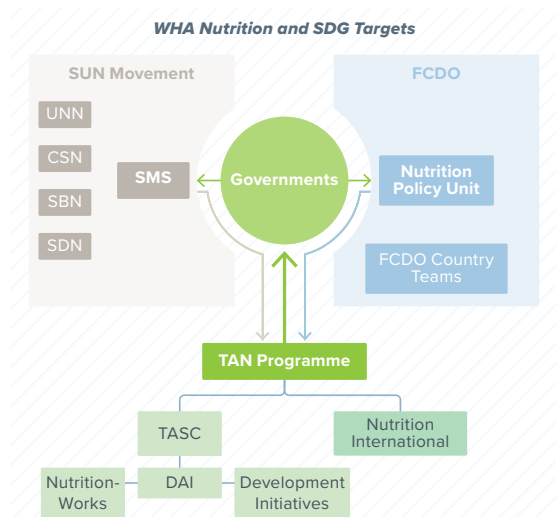 WHA Nutrition and SDG Targets
SUN Movement
UNN
CSN
SBN
SDN
SMS
Governments
FCDO
Nutrition
Policy Unit
FCDO Country
Teams
TAN Programme
TASC
Nutrition
International
Nutrition-
Works
DAI
Development
Initiatives